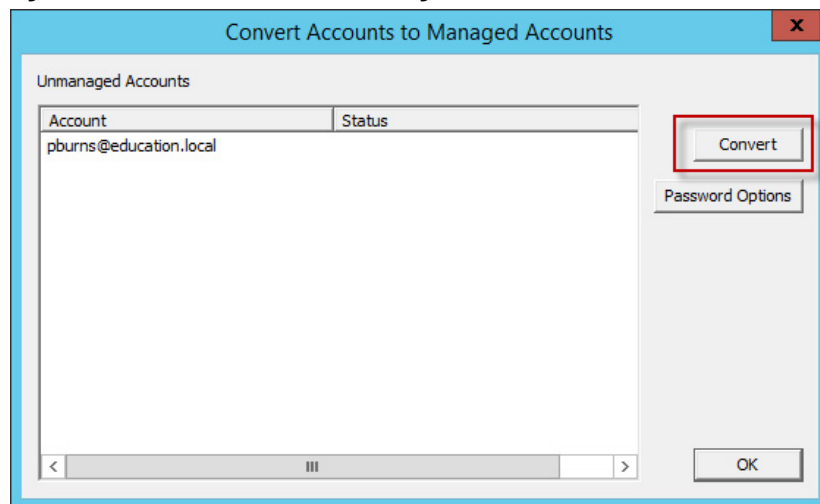 Convert Accounts to Managed Accounts
x
Unmanaged Accounts
Account Status
pburns@education.local
Convert
Password Options
OK